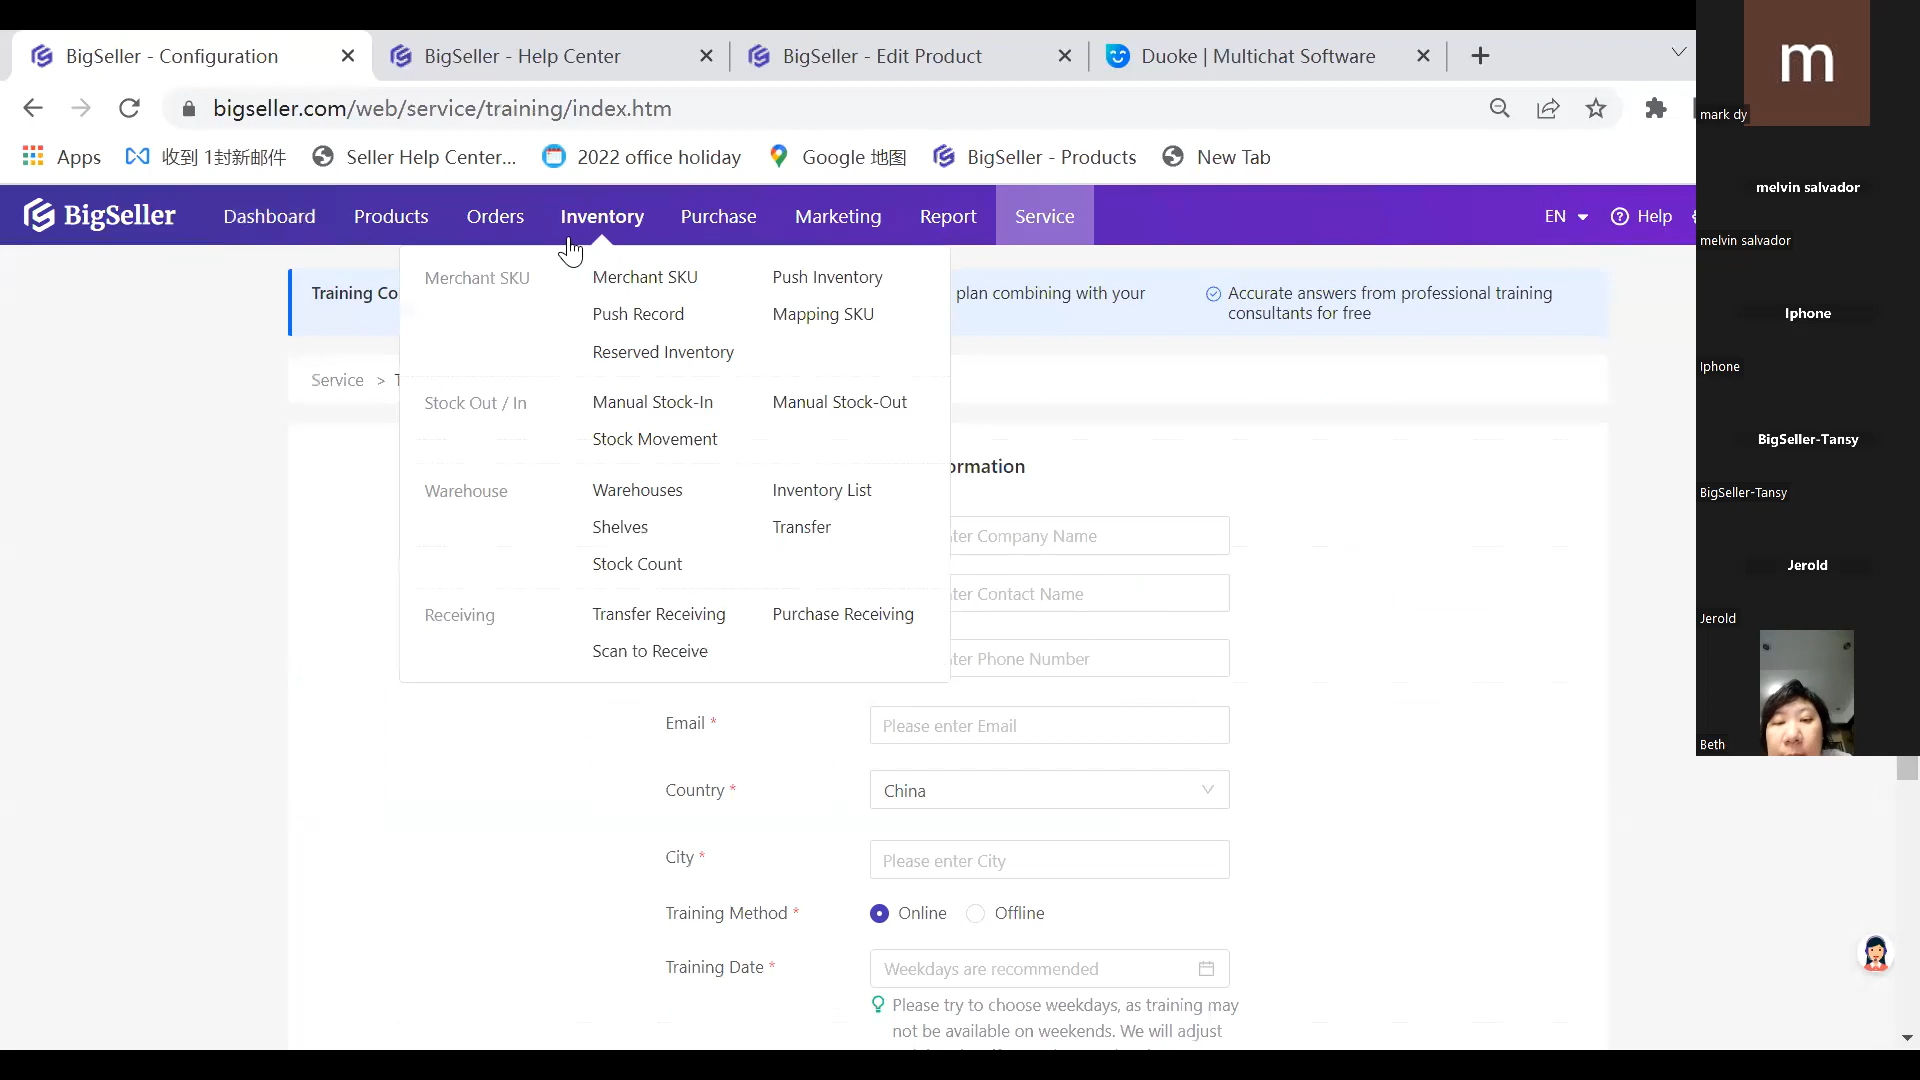 BigSeller - Configuration
BigSeller - Help Center
BigSeller - Edit Product
Duoke | Multichat Software
bigseller.com/web/service/training/index.htm
Apps
收到 1封新邮件
Seller Help Center...
2022 office holiday
Google 地图
BigSeller - Products
New Tab
BigSeller
Dashboard
Products
Orders
Inventory
Purchase
Marketing
Report
Service
EN
Help
Training Co
plan combining with your
Accurate answers from professional training
consultants for free
Service > T
Merchant SKU
Merchant SKU
Push Inventory
Push Record
Mapping SKU
Reserved Inventory
Stock Out / In
Manual Stock-In
Manual Stock-Out
Stock Movement
Warehouse
Warehouses
Inventory List
Shelves
Transfer
Stock Count
Receiving
Transfer Receiving
Purchase Receiving
Scan to Receive
ormation
ter Company Name
ter Contact Name
ter Phone Number
Email *
Please enter Email
Country *
China
City *
Please enter City
Training Method *
Online
Offline
Training Date *
Weekdays are recommended
Please try to choose weekdays, as training may
not be available on weekends. We will adjust
m
mark dy
melvin salvador
melvin salvador
Iphone
Iphone
BigSeller-Tansy
BigSeller-Tansy
Jerold
Jerold
Beth